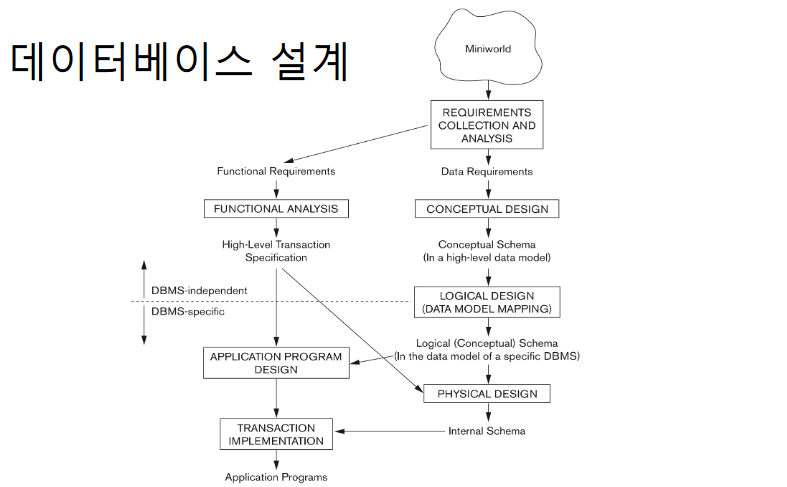 데이터베이스 설계
Miniworld
REQUIREMENTS
COLLECTION AND
ANALYSIS
Functional Requirements
Data Requirements
FUNCTIONAL ANALYSIS
CONCEPTUAL DESIGN
High-Level Transaction
Specification
Conceptual Schema
(In a high-level data model)
DBMS-independent
DBMS-specific
LOGICAL DESIGN
(DATA MODEL MAPPING)
Logical (Conceptual) Schema
(In the data model of a specific DBMS)
APPLICATION PROGRAM
DESIGN
PHYSICAL DESIGN
TRANSACTION
IMPLEMENTATION
Internal Schema
Application Programs